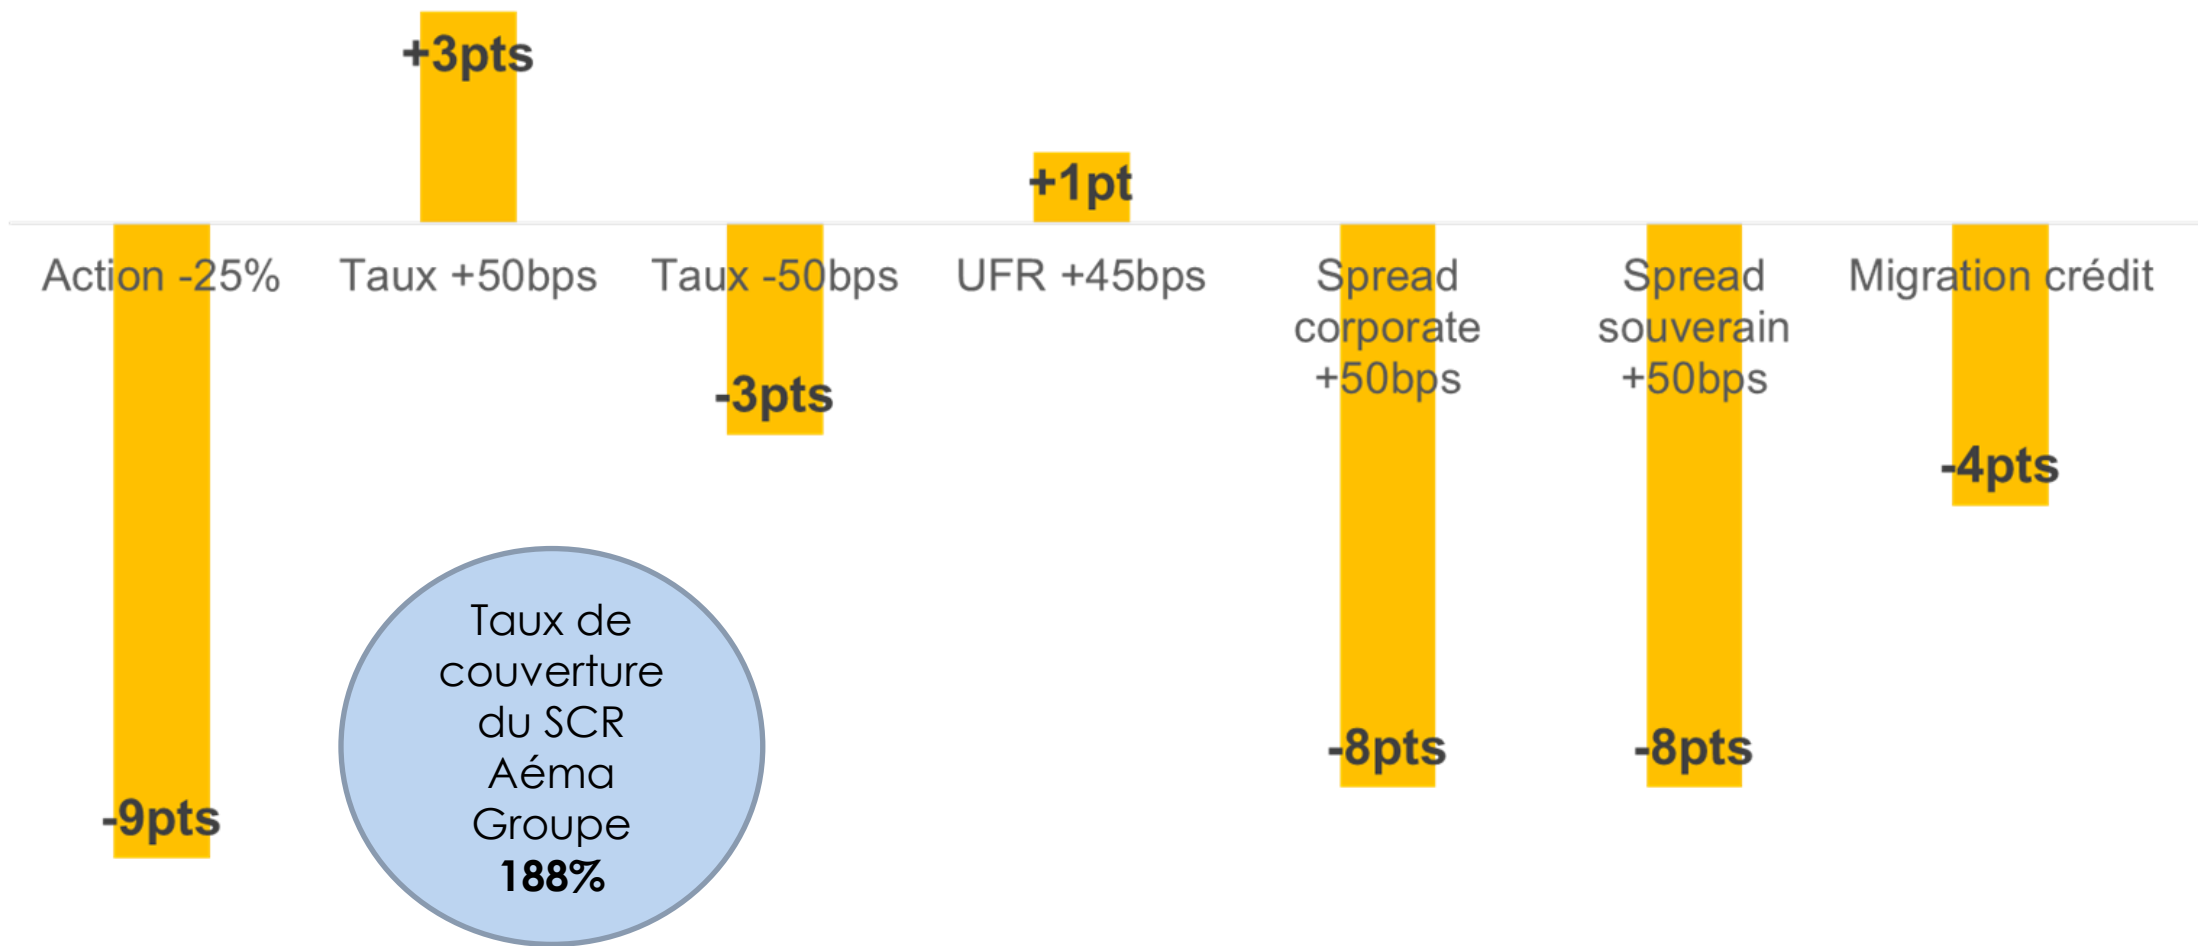 +3pts
+1pt
Action -25%
Taux +50bps
Taux -50bps
UFR +45bps
Spread
corporate
+50bps
Spread
souverain
+50bps
Migration crédit
-3pts
-4pts
-8pts
-8pts
-9pts
Taux de
couverture
du SCR
Aéma
Groupe
188%